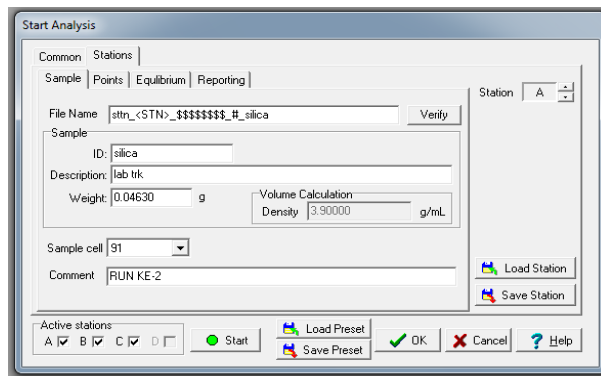 Start Analysis
Common Stations
Sample Points Equlibrium Reporting
Station A
File Name sttn_<STN>_$$$$$$$$_#_silica Verify
Sample
ID: silica
Description: lab trk
Weight: 0.04630 g
Volume Calculation
Density 3.90000 g/mL
Sample cell 91
Comment RUN KE-2
Load Station
Save Station
Active stations
A B C D
Start
Load Preset
Save Preset
OK Cancel Help